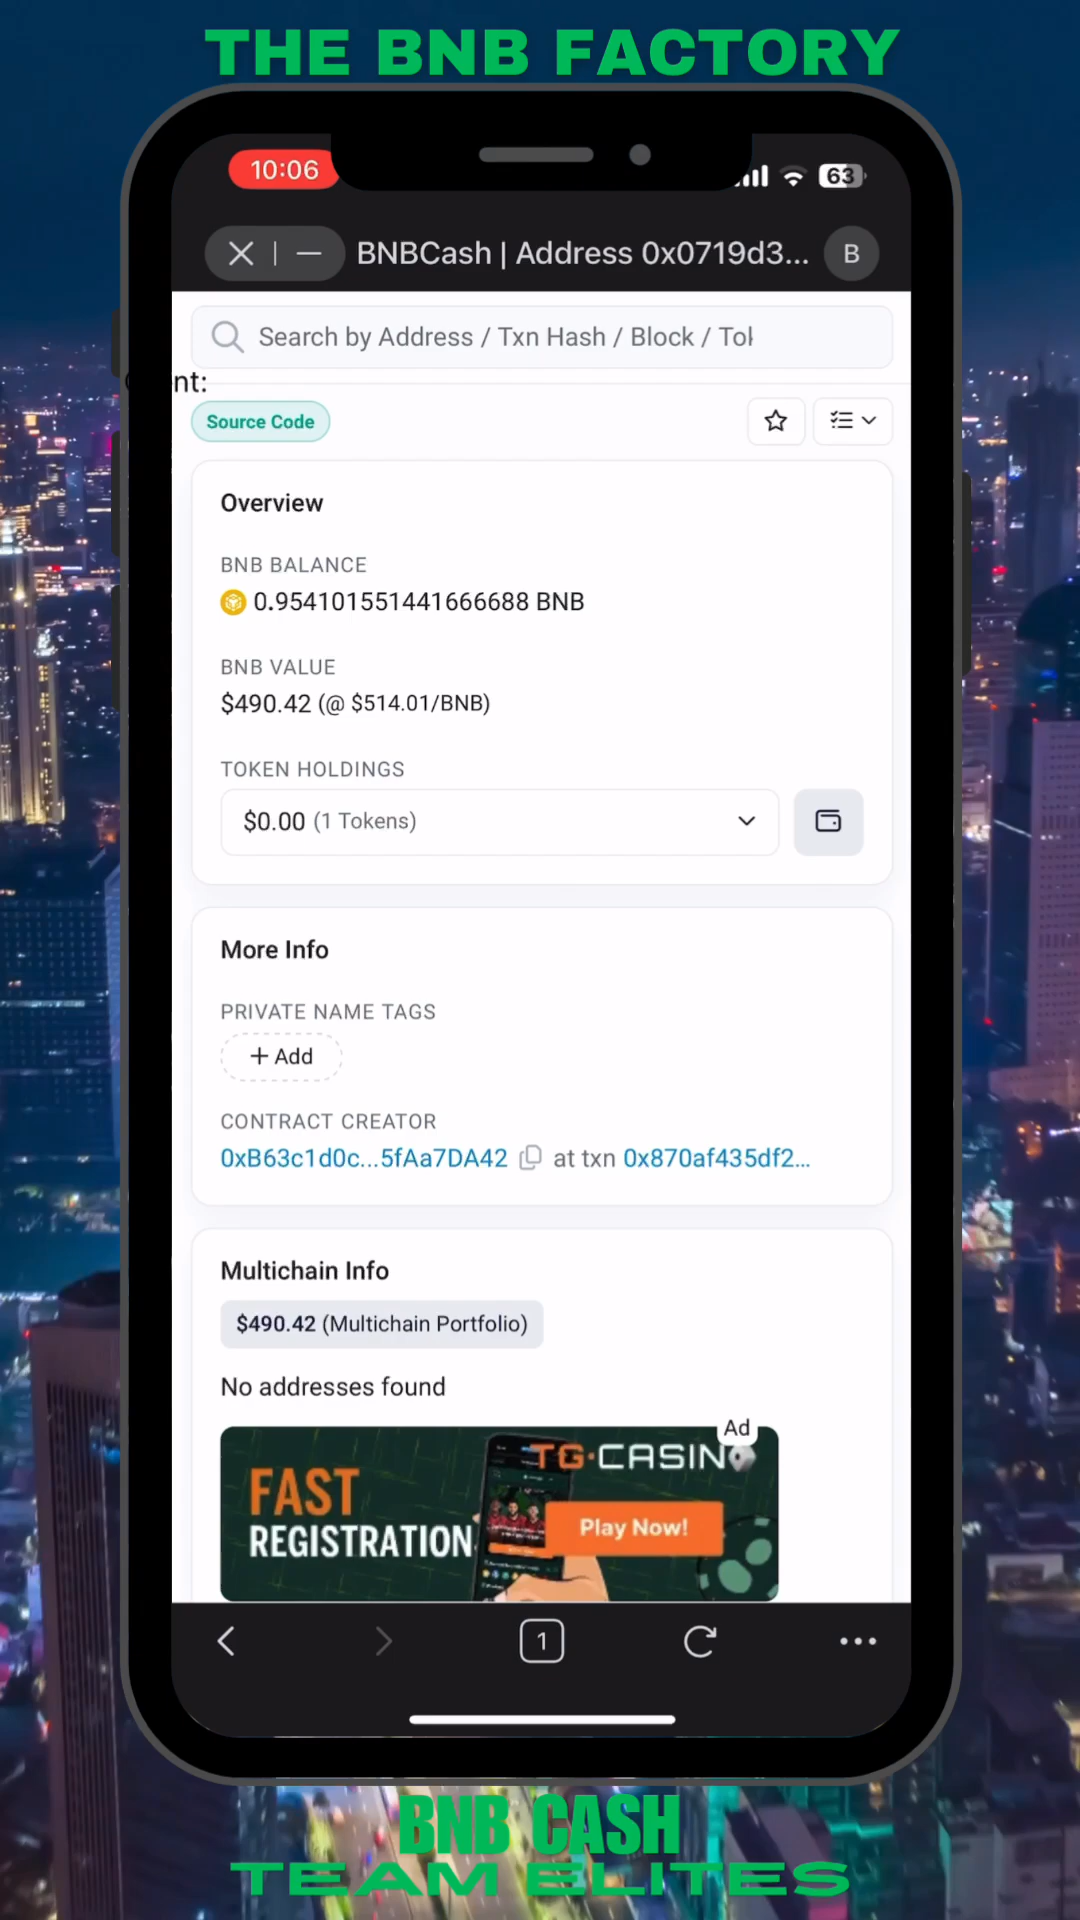 THE BNB FACTORY
10:06
63
BNBCash | Address 0x0719d3...
B
Search by Address / Txn Hash / Block / Tol
nt:
Source Code
Overview
BNB BALANCE
0.954101551441666688 BNB
BNB VALUE
$490.42 (@ $514.01/BNB)
TOKEN HOLDINGS
$0.00 (1 Tokens)
More Info
PRIVATE NAME TAGS
+ Add
CONTRACT CREATOR
0xB63c1d0c...5fAa7DA42 at txn 0x870af435df2...
Multichain Info
$490.42 (Multichain Portfolio)
No addresses found
Ad
TG·CASINO
FAST
REGISTRATION
Play Now!
1
BNB CASH
TEAM ELITES